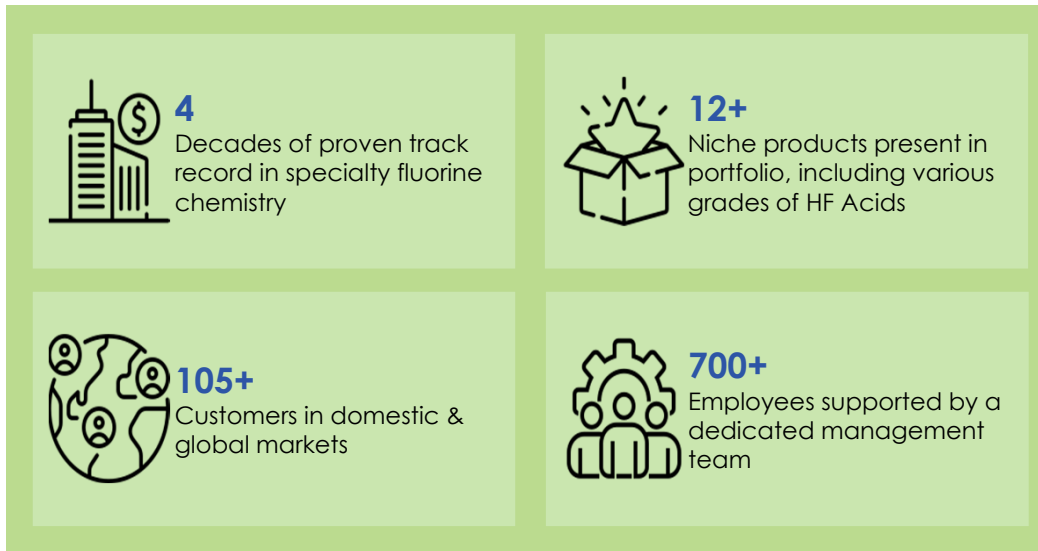 4
Decades of proven track
record in specialty fluorine
chemistry
12+
Niche products present in
portfolio, including various
grades of HF Acids
105+
Customers in domestic &
global markets
700+
Employees supported by a
dedicated management
team